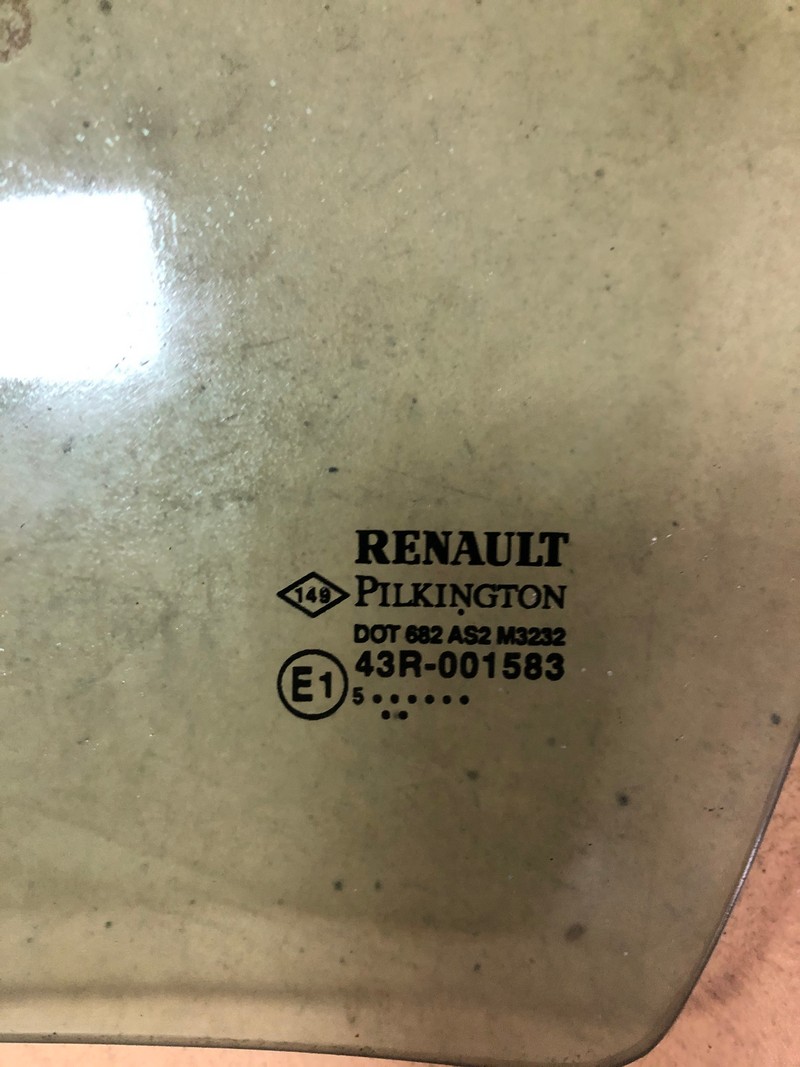 RENAULT
149 PILKINGTON
DOT 682 AS2 M3232
E1 43R-001583
5 • • • • • •
• • •